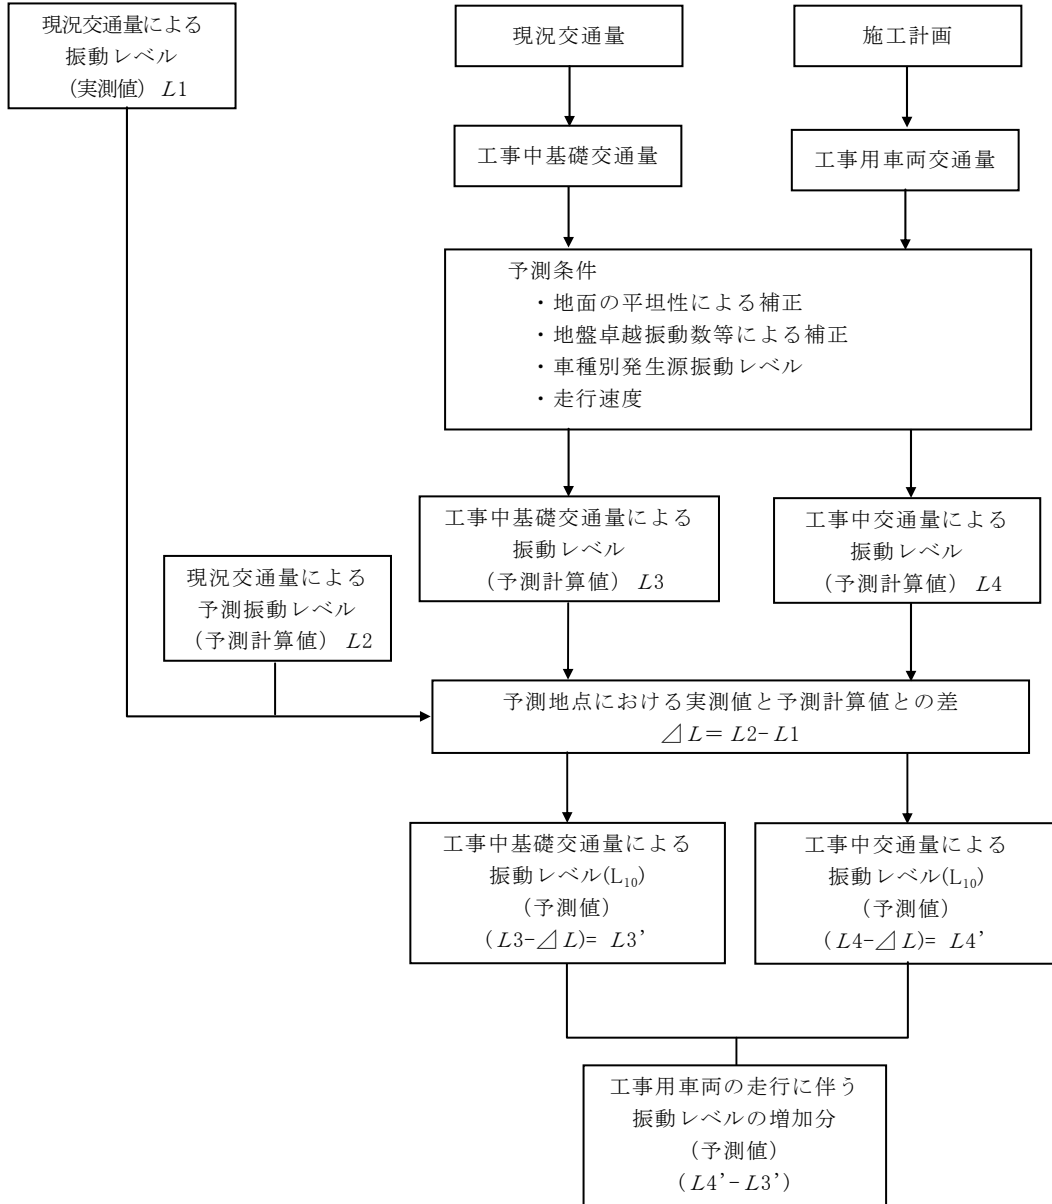 現況交通量による
振動レベル
(実測値) L1
現況交通量
施工計画
工事中基礎交通量
工事用車両交通量
予測条件
・地面の平坦性による補正
・地盤卓越振動数等による補正
・車種別発生源振動レベル
・走行速度
工事中基礎交通量による
振動レベル
(予測計算値) L3
工事中交通量による
振動レベル
(予測計算値) L4
現況交通量による
予測振動レベル
(予測計算値) L2
予測地点における実測値と予測計算値との差
⊿L＝L2-L1
工事中基礎交通量による
振動レベル(L10)
(予測値)
(L3-⊿L)= L3’
工事中交通量による
振動レベル(L10)
(予測値)
(L4-⊿L)= L4’
工事用車両の走行に伴う
振動レベルの増加分
(予測値)
(L4’-L3’)